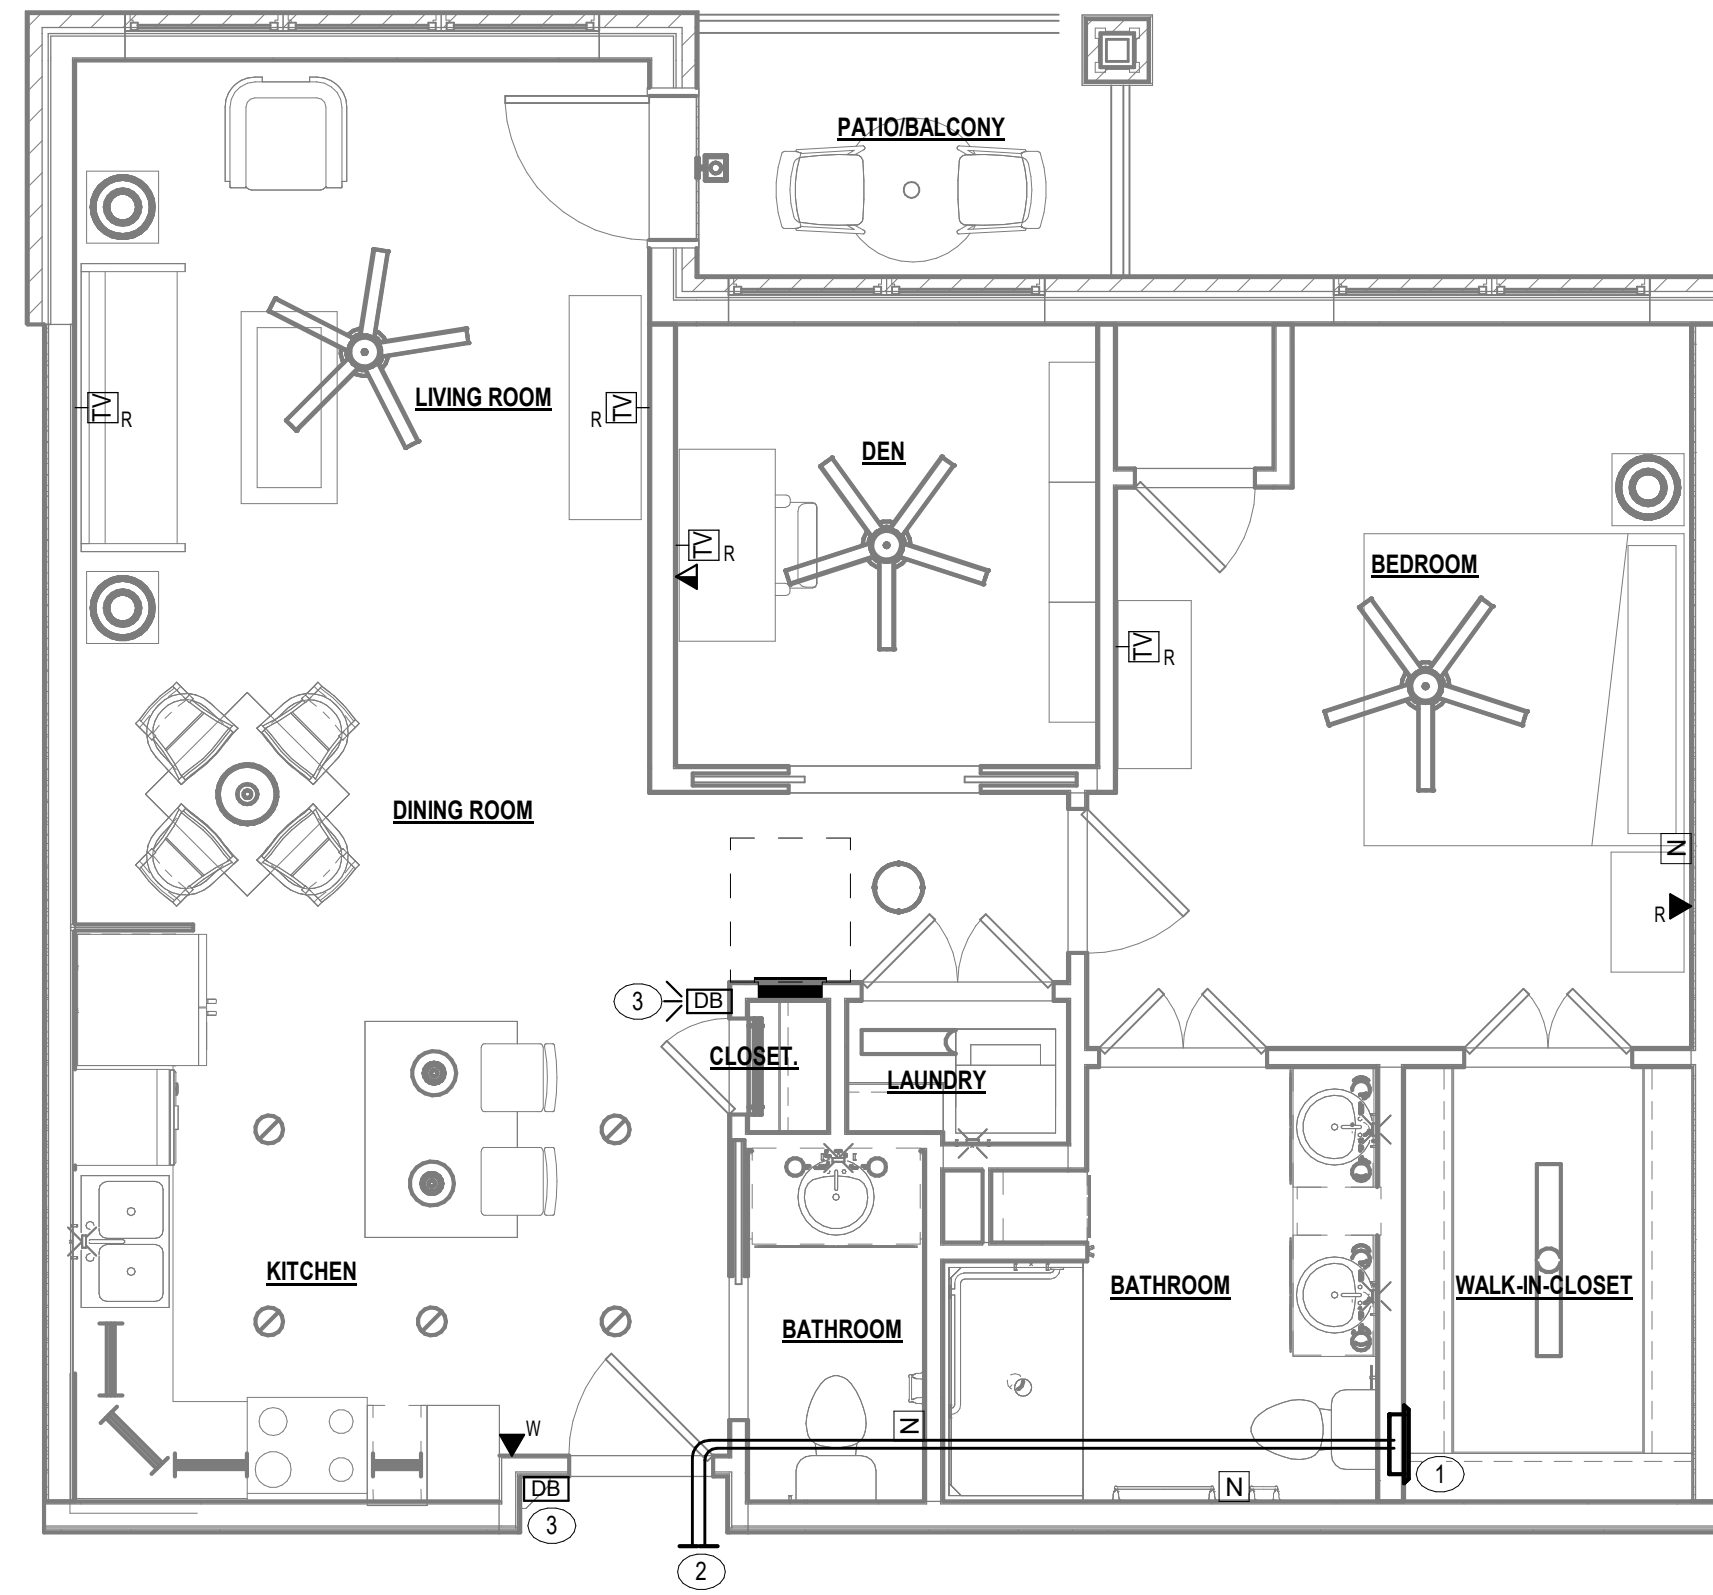 PATIO/BALCONY
LIVING ROOM
TV
R
R
TV
DEN
TV
R
BEDROOM
TV
R
DINING ROOM
N
R
3
DB
CLOSET.
LAUNDRY
KITCHEN
BATHROOM
WALK-IN-CLOSET
BATHROOM
W
N
1
DB
N
3
2